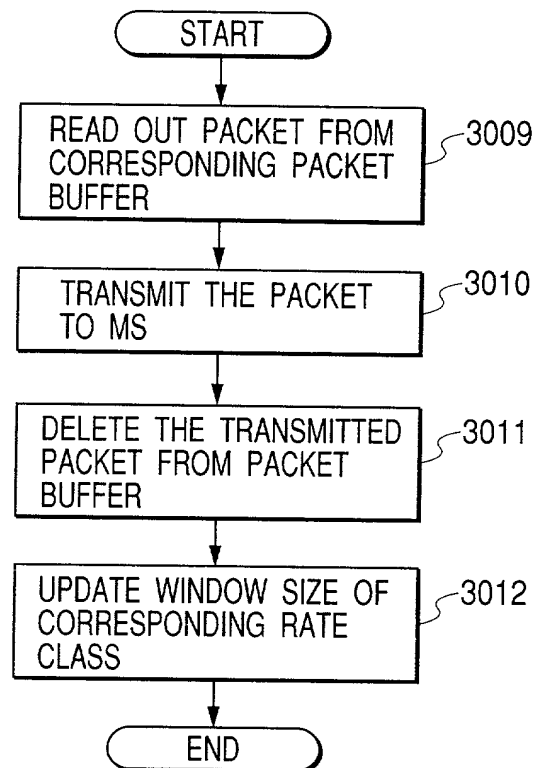 START
READ OUT PACKET FROM
CORRESPONDING PACKET
BUFFER
3009
TRANSMIT THE PACKET
TO MS
3010
DELETE THE TRANSMITTED
PACKET FROM PACKET
BUFFER
3011
UPDATE WINDOW SIZE OF
CORRESPONDING RATE
CLASS
3012
END